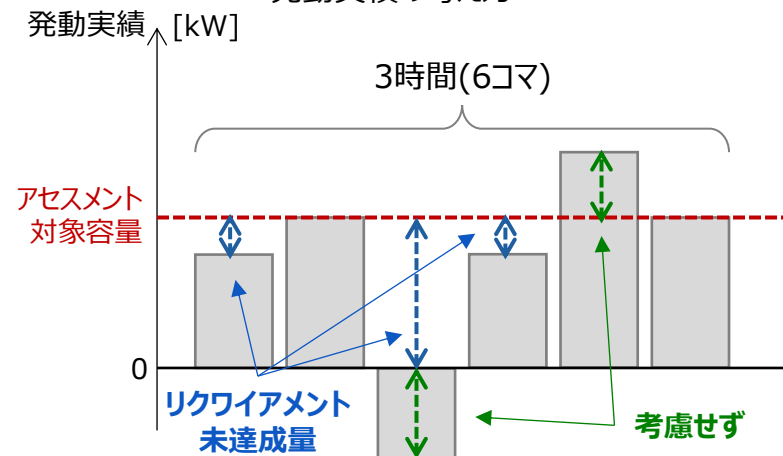 発動実績 [kW]
3時間(6コマ)
アセスメント
対象容量
0
リクワイアメント
未達成量
考慮せず